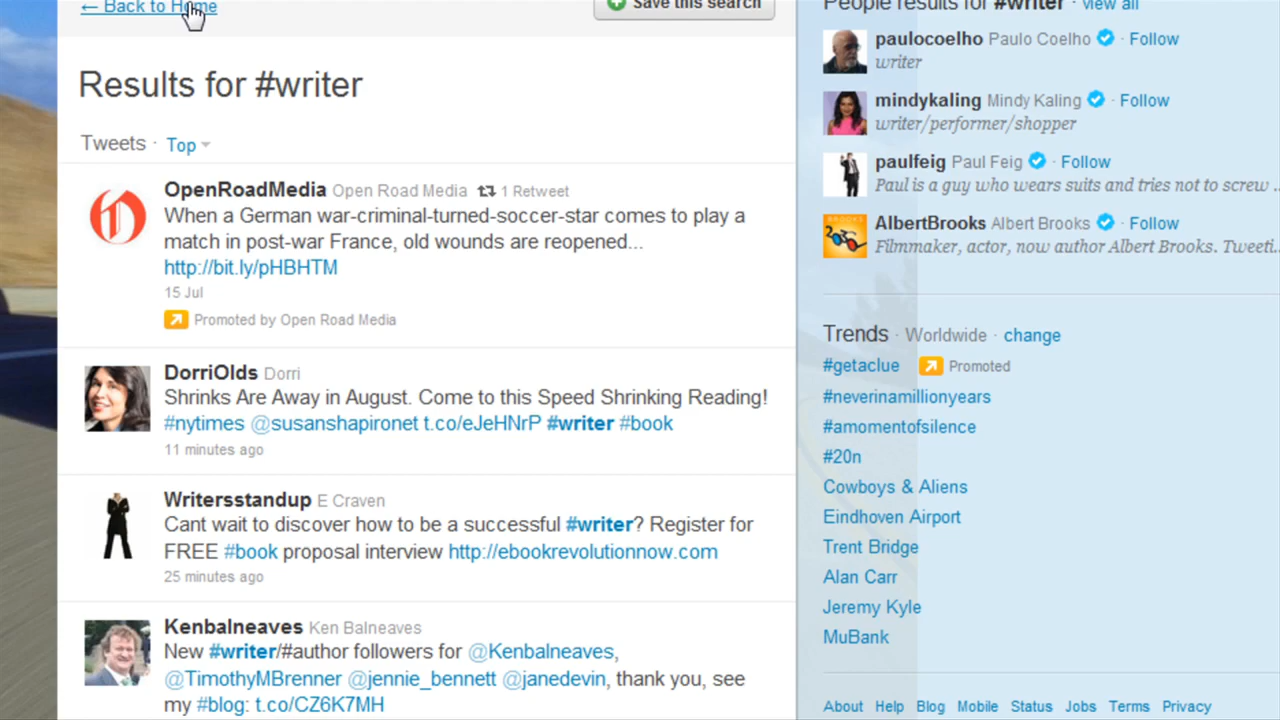 ← Back to Home
Save this search
Results for #writer
Tweets · Top
OpenRoadMedia Open Road Media 1 Retweet
When a German war-criminal-turned-soccer-star comes to play a
match in post-war France, old wounds are reopened...
http://bit.ly/pHBHTM
15 Jul
Promoted by Open Road Media
DorriOlds Dorri
Shrinks Are Away in August. Come to this Speed Shrinking Reading!
#nytimes @susanshapironet t.co/eJeHNrP #writer #book
11 minutes ago
Writersstandup E Craven
Cant wait to discover how to be a successful #writer? Register for
FREE #book proposal interview http://ebookrevolutionnow.com
25 minutes ago
Kenbalneaves Ken Balneaves
New #writer/#author followers for @Kenbalneaves,
@TimothyMBrenner @jennie_bennett @janedevin, thank you, see
my #blog: t.co/CZ6K7MH
People results for #writer · view all
paulocoelho Paulo Coelho · Follow
writer
mindykaling Mindy Kaling · Follow
writer/performer/shopper
paulfeig Paul Feig · Follow
Paul is a guy who wears suits and tries not to screw ...
AlbertBrooks Albert Brooks · Follow
Filmmaker, actor, now author Albert Brooks. Tweeti...
Trends · Worldwide · change
#getaclue Promoted
#neverinamillionyears
#amomentofsilence
#20n
Cowboys & Aliens
Eindhoven Airport
Trent Bridge
Alan Carr
Jeremy Kyle
MuBank
About Help Blog Mobile Status Jobs Terms Privacy